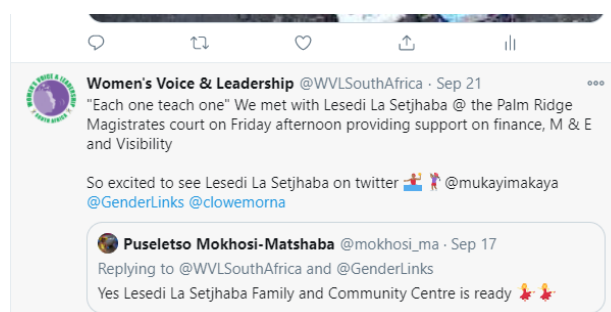 Women's Voice & Leadership @WVLSouthAfrica · Sep 21
"Each one teach one" We met with Lesedi La Setjhaba @ the Palm Ridge
Magistrates court on Friday afternoon providing support on finance, M & E
and Visibility
So excited to see Lesedi La Setjhaba on twitter @mukayimakaya
@GenderLinks @clowemorna
Puseletso Mokhosi-Matshaba @mokhosi_ma · Sep 17
Replying to @WVLSouthAfrica and @GenderLinks
Yes Lesedi La Setjhaba Family and Community Centre is ready